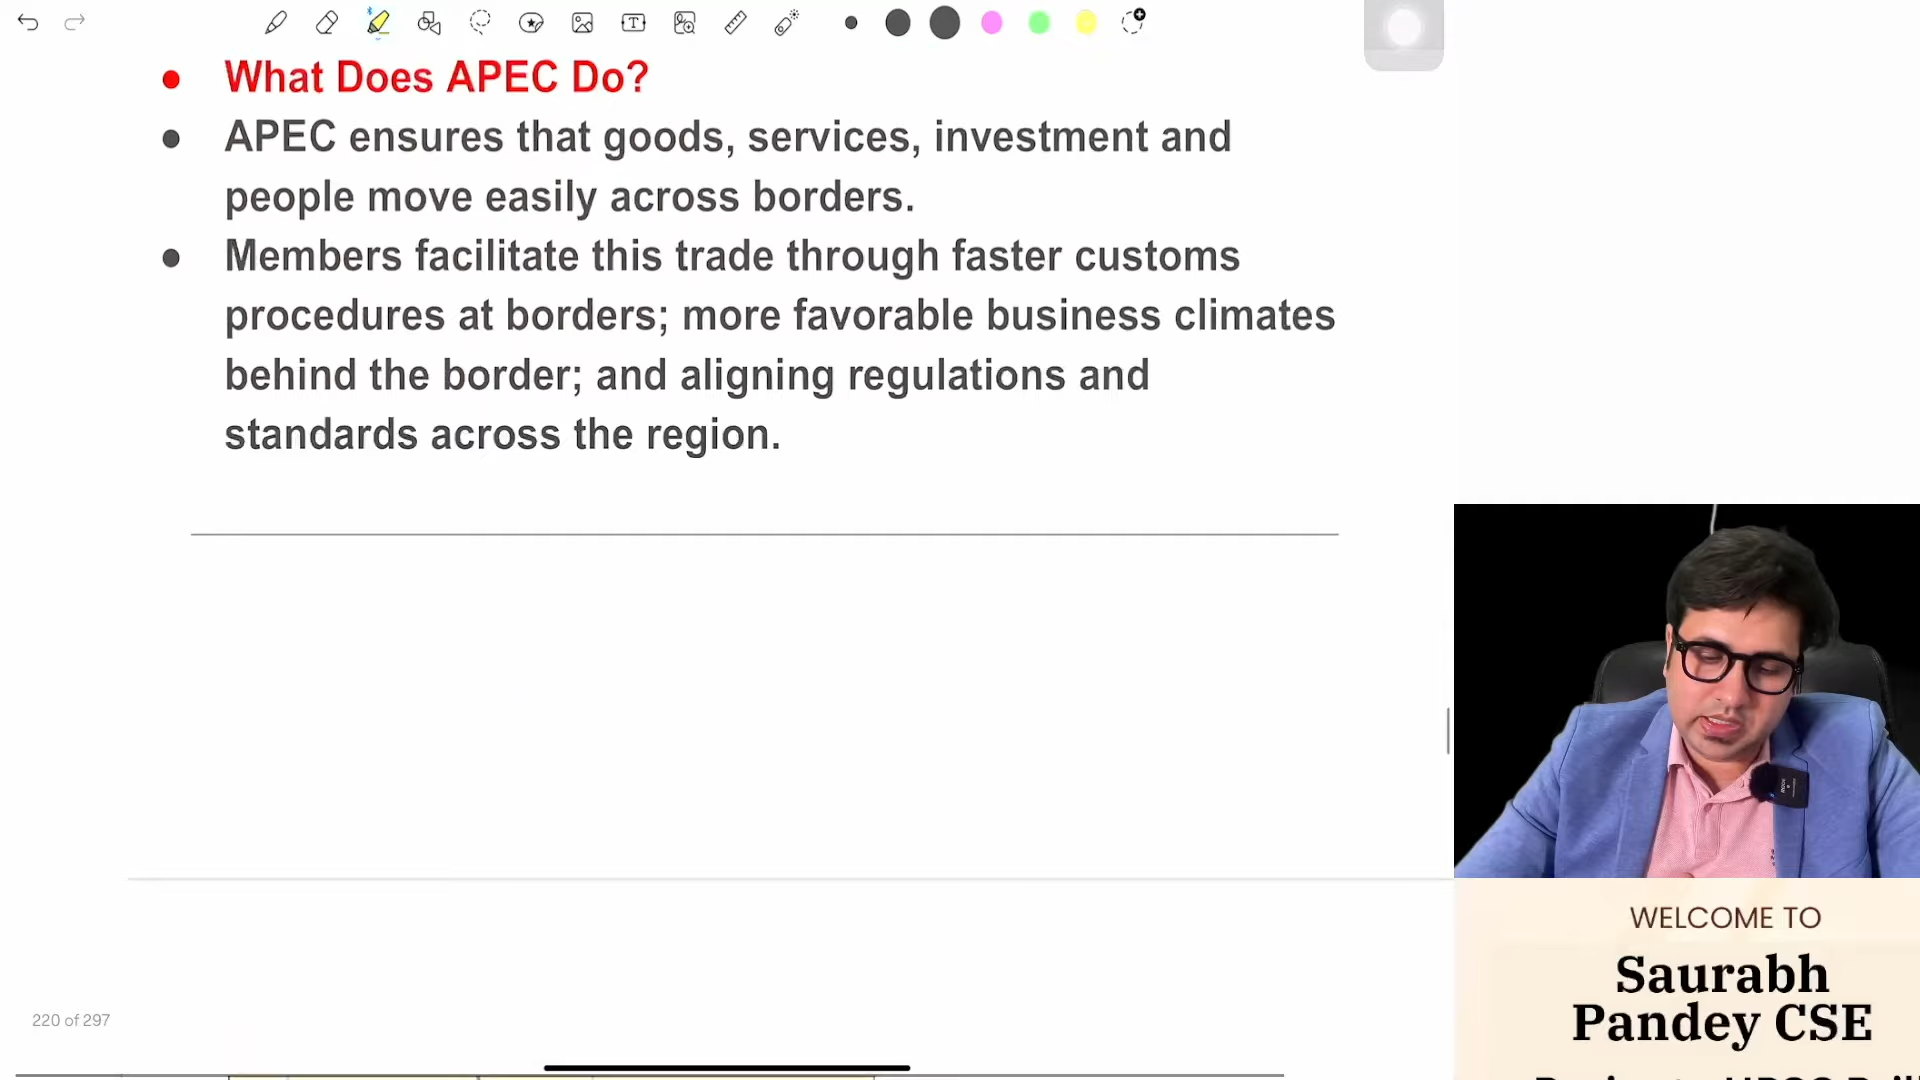 What Does APEC Do?
APEC ensures that goods, services, investment and
people move easily across borders.
Members facilitate this trade through faster customs
procedures at borders; more favorable business climates
behind the border; and aligning regulations and
standards across the region.
WELCOME TO
Saurabh
Pandey CSE
220 of 297